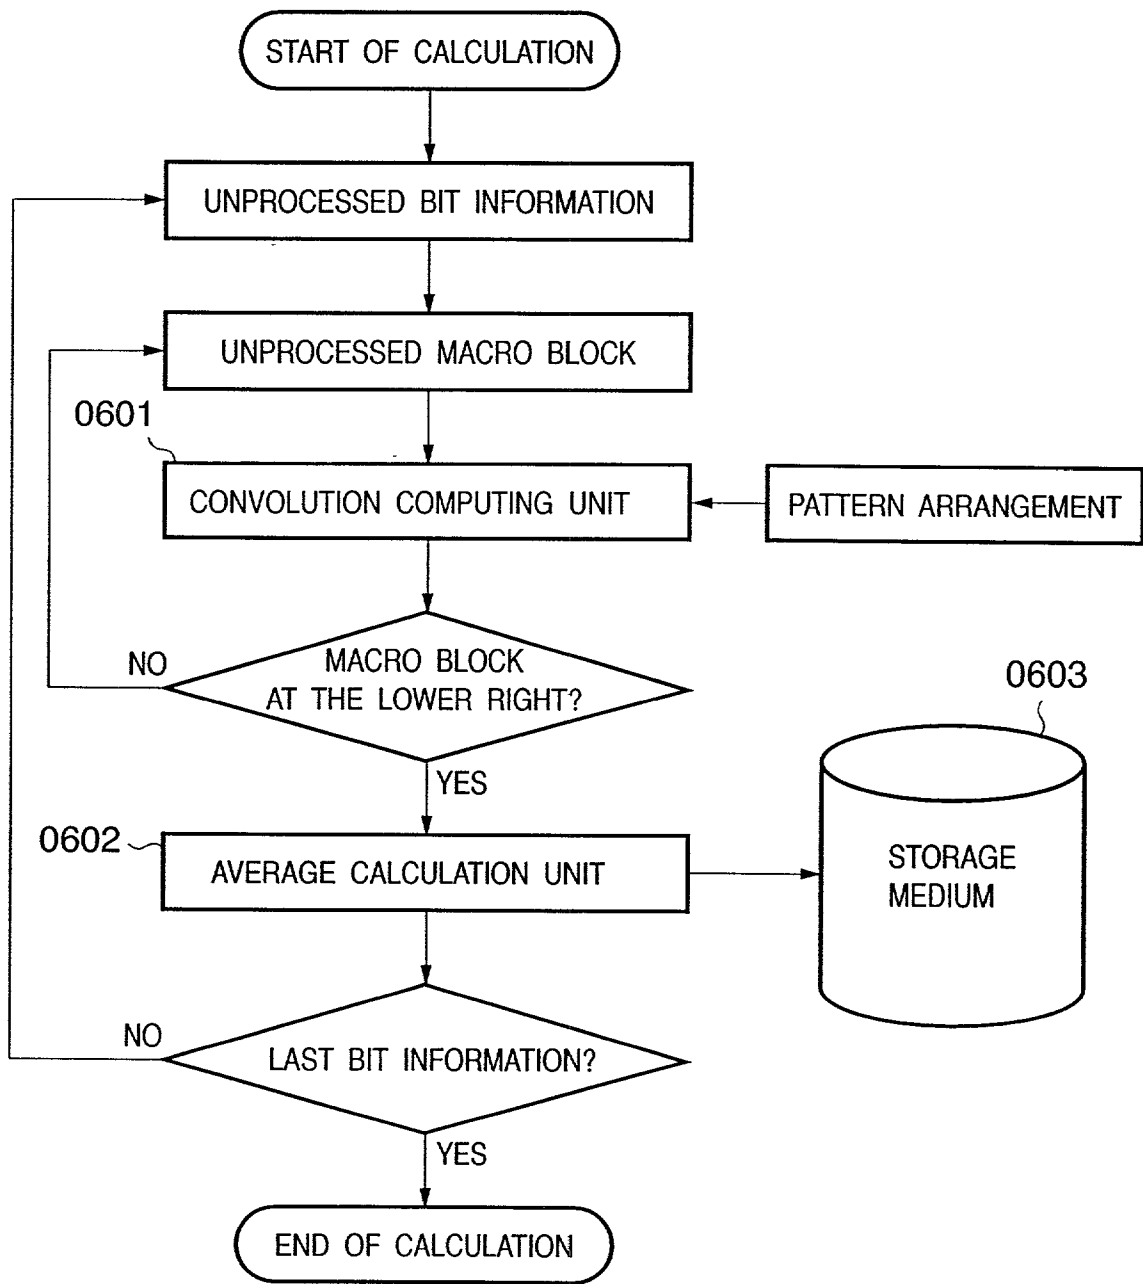 START OF CALCULATION
UNPROCESSED BIT INFORMATION
UNPROCESSED MACRO BLOCK
0601
CONVOLUTION COMPUTING UNIT
PATTERN ARRANGEMENT
NO
MACRO BLOCK
AT THE LOWER RIGHT?
0603
YES
0602
AVERAGE CALCULATION UNIT
STORAGE
MEDIUM
NO
LAST BIT INFORMATION?
YES
END OF CALCULATION